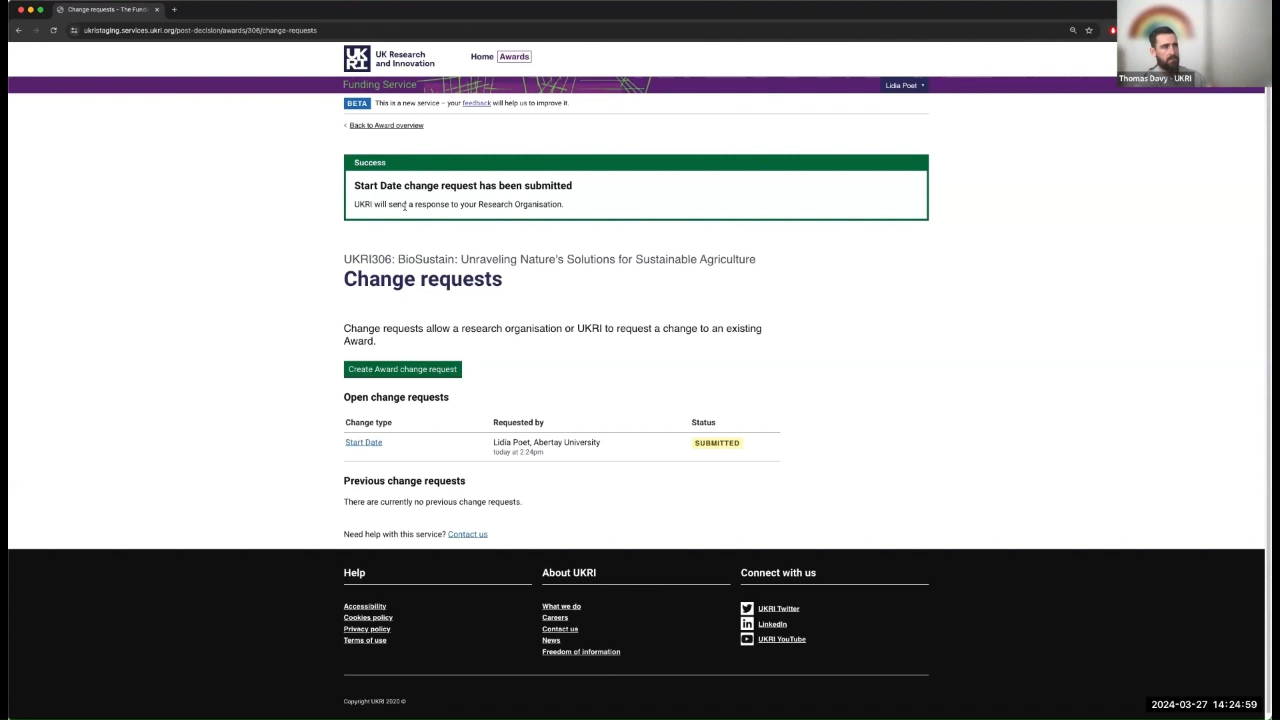 Change requests – The Fund
ukristaging.services.ukri.org/post-decision/awards/306/change-requests
UK Research
and Innovation
Home Awards
Thomas Davy - UKRI
Funding Service
Lidia Poet
BETA This is a new service – your feedback will help us to improve it.
Back to Award overview
Success
Start Date change request has been submitted
UKRI will send a response to your Research Organisation.
UKRI306: BioSustain: Unraveling Nature's Solutions for Sustainable Agriculture
Change requests
Change requests allow a research organisation or UKRI to request a change to an existing
Award.
Create Award change request
Open change requests
Change type Requested by Status
Start Date Lidia Poet, Abertay University SUBMITTED
today at 2:24pm
Previous change requests
There are currently no previous change requests.
Need help with this service? Contact us
Help About UKRI Connect with us
Accessibility What we do UKRI Twitter
Cookies policy Careers LinkedIn
Privacy policy Contact us UKRI YouTube
Terms of use News
Freedom of information
Copyright UKRI 2020 ©
2024-03-27 14:24:59